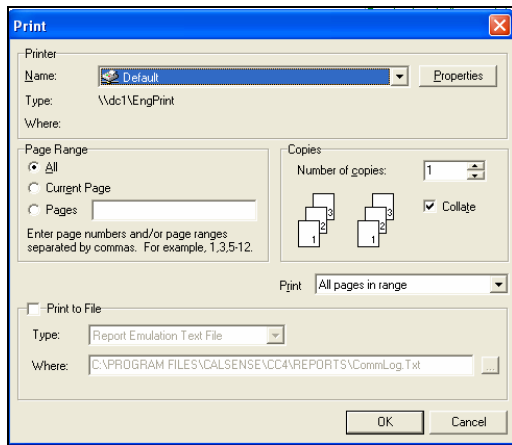 Print
Printer
Name: Default Properties
Type: \\dc1\EngPrint
Where:
Page Range
All
Current Page
Pages
Enter page numbers and/or page ranges
separated by commas. For example, 1,3,5-12.
Copies
Number of copies: 1
1 2 3 1 2 3
Collate
Print All pages in range
Print to File
Type: Report Emulation Text File
Where: C:\PROGRAM FILES\CALSENSE\CC4\REPORTS\CommLog.Txt ...
OK Cancel